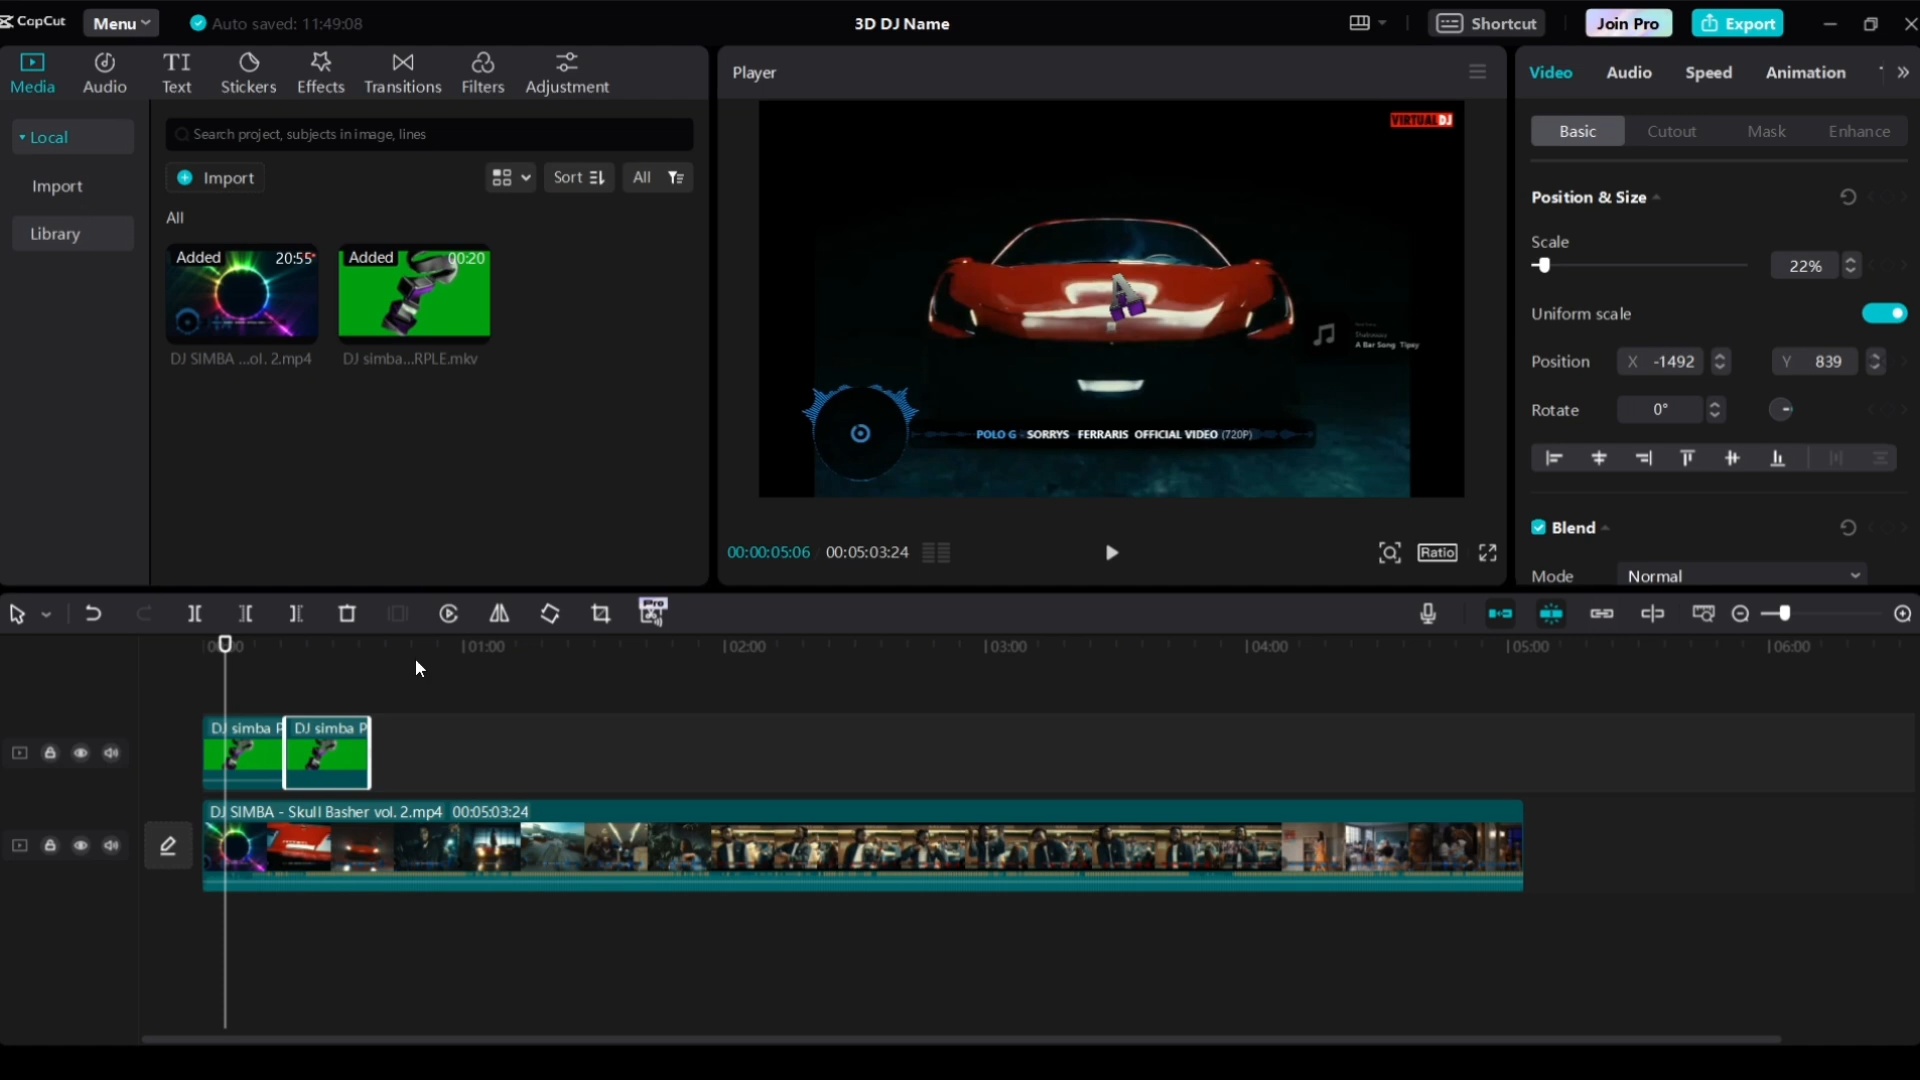 CapCut
Menu
Auto saved: 11:49:08
3D DJ Name
Shortcut
Join Pro
Export
Media
Audio
Text
Stickers
Effects
Transitions
Filters
Adjustment
Local
Import
Library
Search project, subjects in image, lines
Import
Sort
All
All
Added 20:55
Added 00:20
DJ SIMBA ...ol. 2.mp4
DJ simba...RPLE.mkv
Player
VIRTUAL DJ
A Bar Song Tipsy
POLO G SORRYS FERRARIS OFFICIAL VIDEO (720P)
00:00:05:06
00:05:03:24
Ratio
Video
Audio
Speed
Animation
Basic
Cutout
Mask
Enhance
Position & Size
Scale
22%
Uniform scale
Position
X -1492
Y 839
Rotate
0°
Blend
Mode
Normal
Pro
01:00
02:00
03:00
04:00
05:00
06:00
DJ simba P
DJ simba P
DJ SIMBA - Skull Basher vol. 2.mp4 00:05:03:24